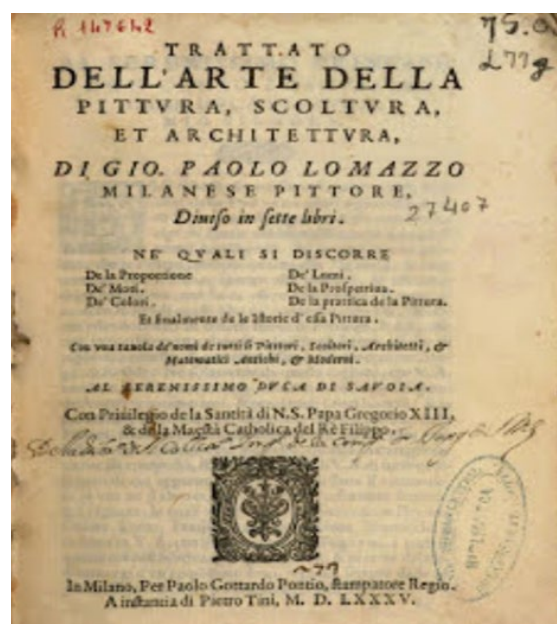 R 147642
75.0
L77g
TRATTATO
DELL'ARTE DELLA
PITTVRA, SCOLTVRA,
ET ARCHITETTVRA,
DI GIO. PAOLO LOMAZZO
MILANESE PITTORE,
Diuiso in sette libri.
27407
NE' QVALI SI DISCORRE
De la Proportione
De' Moti.
De' Colori.
De' Lumi.
De la Prospettiua.
De la prattica de la Pittura.
Et finalmente de le Istorie d' essa Pittura.
Con vna tauola de' nomi de tutti li Pittori, Scoltori, Architetti, &
Matematici Antichi, & Moderni.
AL SERENISSIMO DVCA DI SAVOIA.
Con Priuilegio de la Santità di N. S. Papa Gregorio XIII,
& de la Maestà Catholica del Rè Filippo.
In Milano, Per Paolo Gottardo Pontio, stampatore Regio.
A instantia di Pietro Tini, M. D. LXXXV.